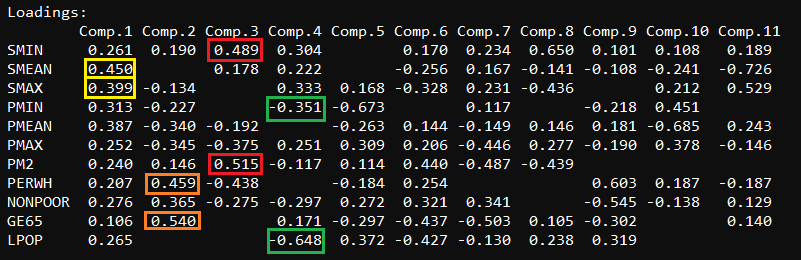 Loadings:
Comp.1 Comp.2 Comp.3 Comp.4 Comp.5 Comp.6 Comp.7 Comp.8 Comp.9 Comp.10 Comp.11
SMIN 0.261 0.190 0.489 0.304 0.170 0.234 0.650 0.101 0.108 0.189
SMEAN 0.450 0.178 0.222 -0.256 0.167 -0.141 -0.108 -0.241 -0.726
SMAX 0.399 -0.134 0.333 0.168 -0.328 0.231 -0.436 0.212 0.529
PMIN 0.313 -0.227 -0.351 -0.673 0.117 -0.218 0.451
PMEAN 0.387 -0.340 -0.192 -0.263 0.144 -0.149 0.146 0.181 -0.685 0.243
PMAX 0.252 -0.345 -0.375 0.251 0.309 0.206 -0.446 0.277 -0.190 0.378 -0.146
PM2 0.240 0.146 0.515 -0.117 0.114 0.440 -0.487 -0.439
PERWH 0.207 0.459 -0.438 -0.184 0.254 0.603 0.187 -0.187
NONPOOR 0.276 0.365 -0.275 -0.297 0.272 0.321 0.341 -0.545 -0.138 0.129
GE65 0.106 0.540 0.171 -0.297 -0.437 -0.503 0.105 -0.302 0.140
LPOP 0.265 -0.648 0.372 -0.427 -0.130 0.238 0.319